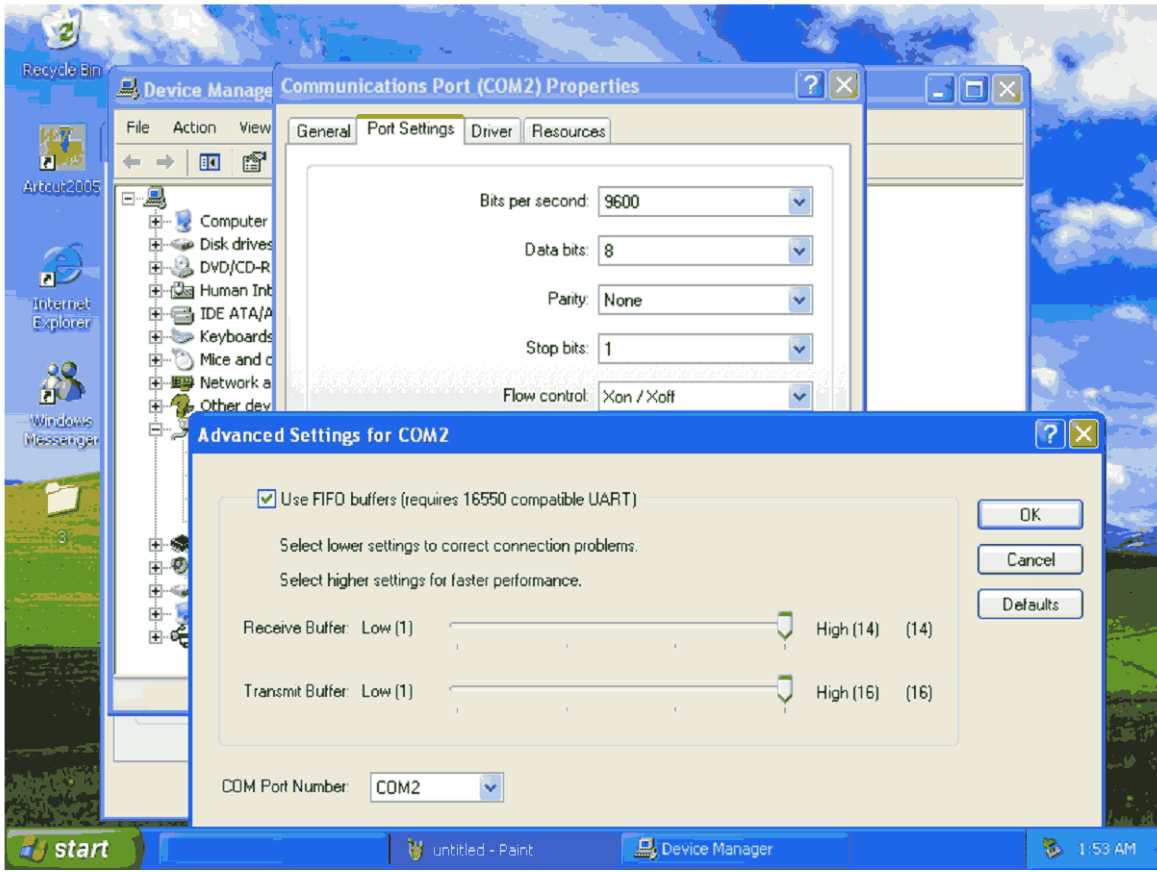 Recycle Bin
Artcut2005
Internet
Explorer
Windows
Messenger
3
Device Manage
File Action View
Computer
Disk drives
DVD/CD-R
Human Int
IDE ATA/A
Keyboards
Mice and o
Network a
Other dev
Communications Port (COM2) Properties
General Port Settings Driver Resources
Bits per second: 9600
Data bits: 8
Parity: None
Stop bits: 1
Flow control: Xon / Xoff
Advanced Settings for COM2
Use FIFO buffers (requires 16550 compatible UART)
Select lower settings to correct connection problems.
Select higher settings for faster performance.
Receive Buffer: Low (1) High (14) (14)
Transmit Buffer: Low (1) High (16) (16)
COM Port Number: COM2
OK
Cancel
Defaults
start
untitled - Paint
Device Manager
1:53 AM